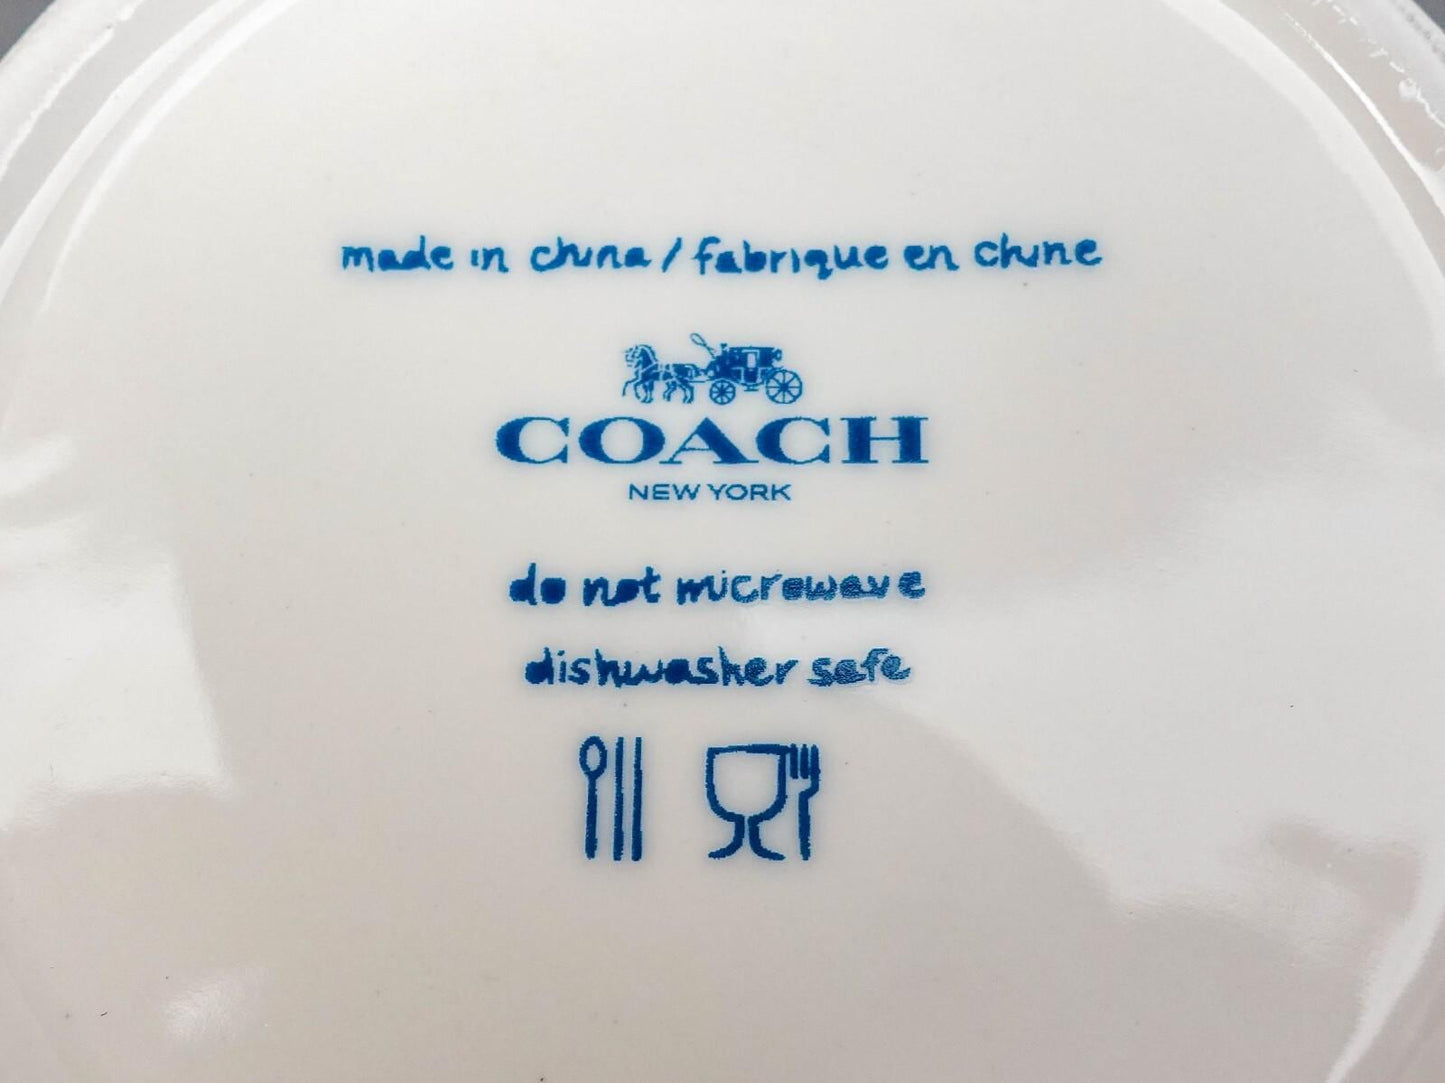 made in china / fabrique en chine
COACH
NEW YORK
do not microwave
dishwasher safe